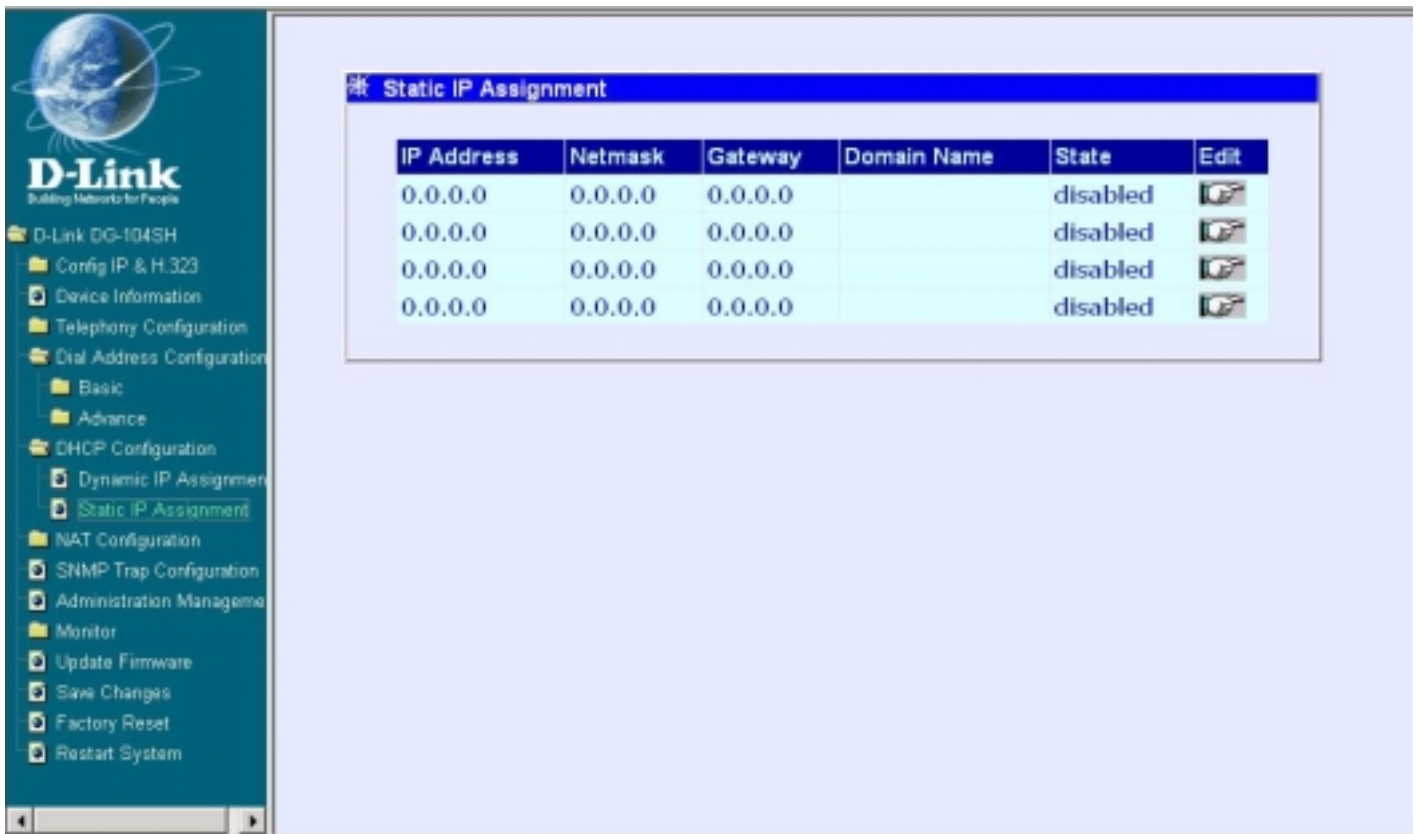 D-Link
Building Networks for People
D-Link DG-104SH
Config IP & H.323
Device Information
Telephony Configuration
Dial Address Configuration
Basic
Advance
DHCP Configuration
Dynamic IP Assignmen
Static IP Assignment
NAT Configuration
SNMP Trap Configuration
Administration Manageme
Monitor
Update Firmware
Save Changes
Factory Reset
Restart System
Static IP Assignment
IP Address Netmask Gateway Domain Name State Edit
0.0.0.0 0.0.0.0 0.0.0.0 disabled
0.0.0.0 0.0.0.0 0.0.0.0 disabled
0.0.0.0 0.0.0.0 0.0.0.0 disabled
0.0.0.0 0.0.0.0 0.0.0.0 disabled